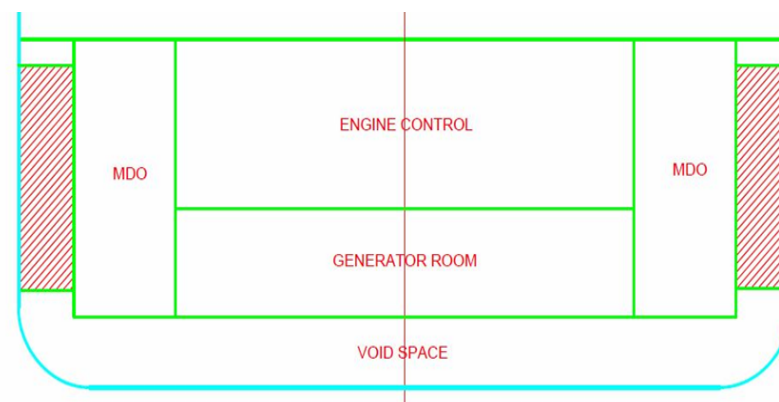 ENGINE CONTROL
MDO
MDO
GENERATOR ROOM
VOID SPACE